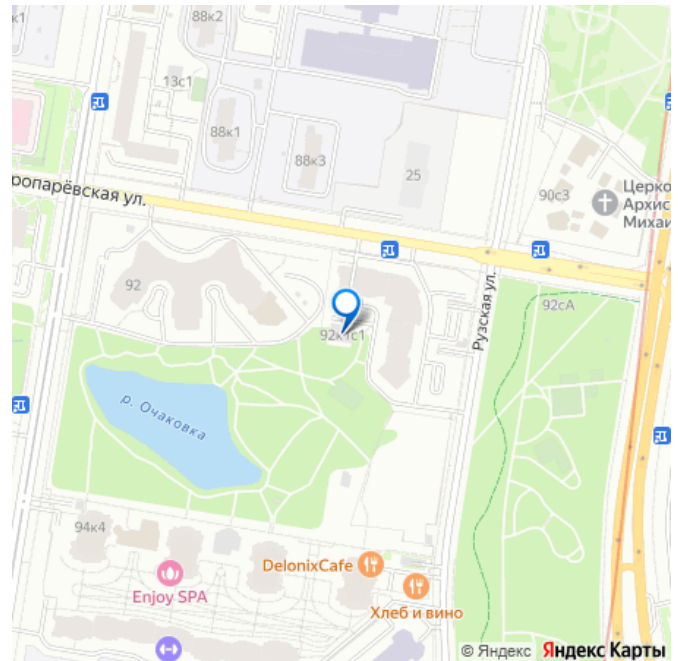 к1
88к2
13с1
88к1
88к3
25
90с3
Церко
Архис
Михаи
ропарёвская ул.
92
92к1с1
Рузская ул.
92сА
р. Очаковка
94к4
DelonixCafe
Enjoy SPA
Хлеб и вино
© Яндекс Яндекс Карты